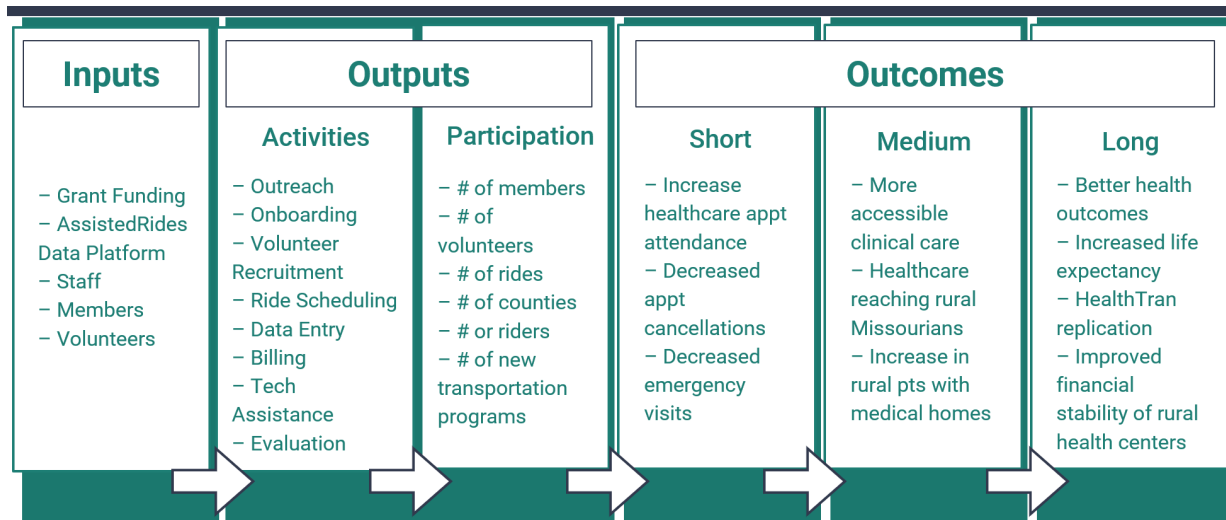 Inputs
– Grant Funding
– AssistedRides
Data Platform
– Staff
– Members
– Volunteers
Outputs
Activities
– Outreach
– Onboarding
– Volunteer
Recruitment
– Ride Scheduling
– Data Entry
– Billing
– Tech
Assistance
– Evaluation
Participation
– # of members
– # of
volunteers
– # of rides
– # of counties
– # or riders
– # of new
transportation
programs
Outcomes
Short
– Increase
healthcare appt
attendance
– Decreased
appt
cancellations
– Decreased
emergency
visits
Medium
– More
accessible
clinical care
– Healthcare
reaching rural
Missourians
– Increase in
rural pts with
medical homes
Long
– Better health
outcomes
– Increased life
expectancy
– HealthTran
replication
– Improved
financial
stability of rural
health centers